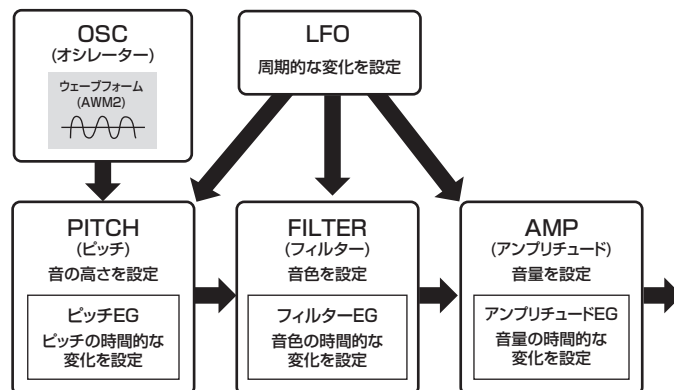 OSC
(オシレーター)
ウェーブフォーム
(AWM2)
LFO
周期的な変化を設定
PITCH
(ピッチ)
音の高さを設定
ピッチEG
ピッチの時間的な
変化を設定
FILTER
(フィルター)
音色を設定
フィルターEG
音色の時間的な
変化を設定
AMP
(アンプリチュード)
音量を設定
アンプリチュードEG
音量の時間的な
変化を設定